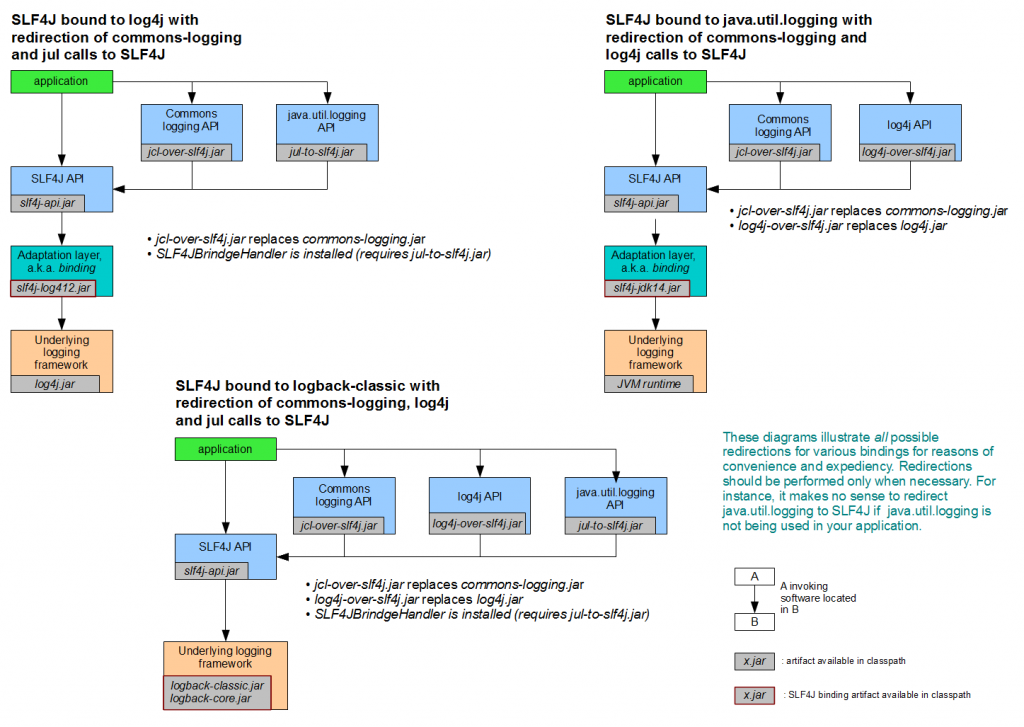 SLF4J bound to log4j with
redirection of commons-logging
and jul calls to SLF4J
application
Commons
logging API
jcl-over-slf4j.jar
java.util.logging
API
jul-to-slf4j.jar
SLF4J API
slf4j-api.jar
• jcl-over-slf4j.jar replaces commons-logging.jar
• SLF4JBrindgeHandler is installed (requires jul-to-slf4j.jar)
Adaptation layer,
a.k.a. binding
slf4j-log412.jar
Underlying
logging
framework
log4j.jar
SLF4J bound to java.util.logging with
redirection of commons-logging and
log4j calls to SLF4J
application
Commons
logging API
jcl-over-slf4j.jar
log4j API
log4j-over-slf4j.jar
SLF4J API
slf4j-api.jar
• jcl-over-slf4j.jar replaces commons-logging.jar
• log4j-over-slf4j.jar replaces log4j.jar
Adaptation layer,
a.k.a. binding
slf4j-jdk14.jar
Underlying
logging
framework
JVM runtime
SLF4J bound to logback-classic with
redirection of commons-logging, log4j
and jul calls to SLF4J
application
Commons
logging API
jcl-over-slf4j.jar
log4j API
log4j-over-slf4j.jar
java.util.logging
API
jul-to-slf4j.jar
SLF4J API
slf4j-api.jar
• jcl-over-slf4j.jar replaces commons-logging.jar
• log4j-over-slf4j.jar replaces log4j.jar
• SLF4JBrindgeHandler is installed (requires jul-to-slf4j.jar)
Underlying logging
framework
logback-classic.jar
logback-core.jar
These diagrams illustrate all possible
redirections for various bindings for reasons of
convenience and expediency. Redirections
should be performed only when necessary. For
instance, it makes no sense to redirect
java.util.logging to SLF4J if java.util.logging is
not being used in your application.
A
B
A invoking
software located
in B
x.jar
: artifact available in classpath
x.jar
: SLF4J binding artifact available in classpath